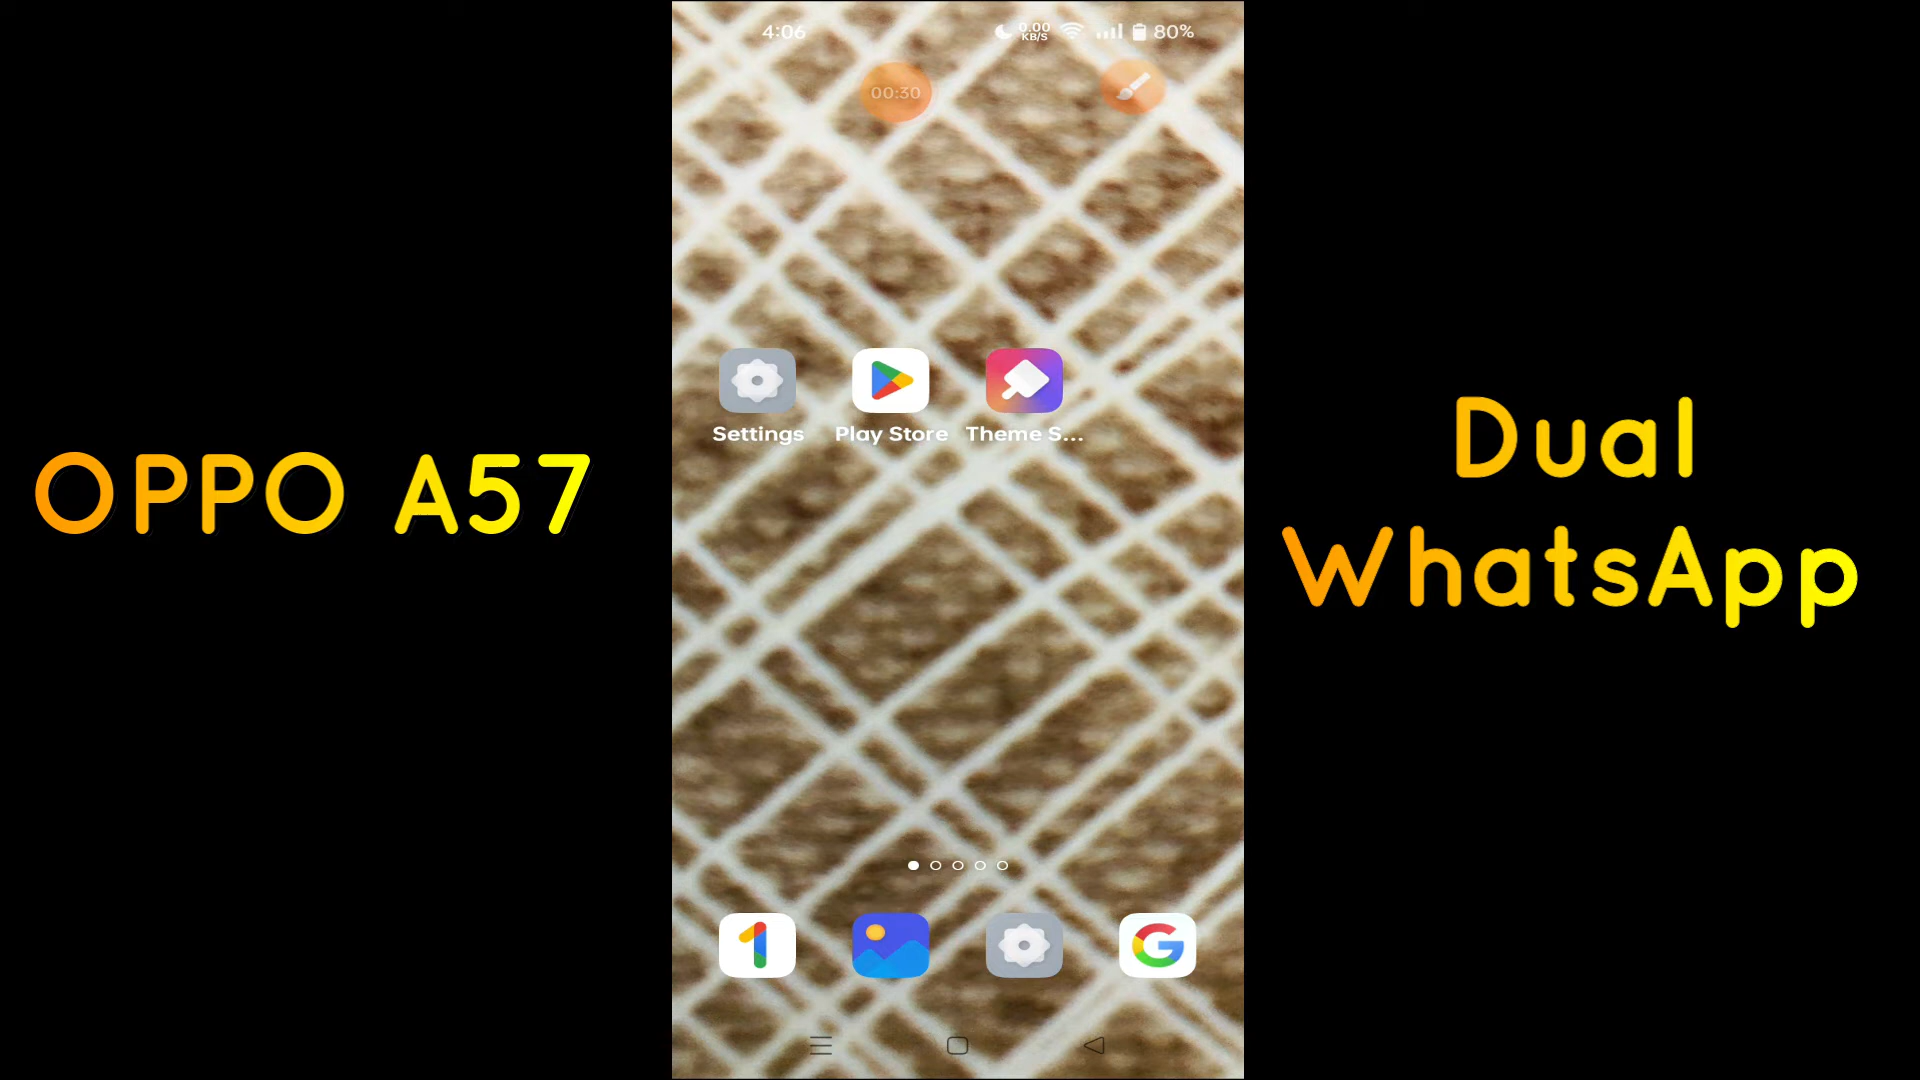 4:06
0.00
KB/S
80%
00:30
Settings
Play Store
Theme S...
OPPO A57
Dual
WhatsApp